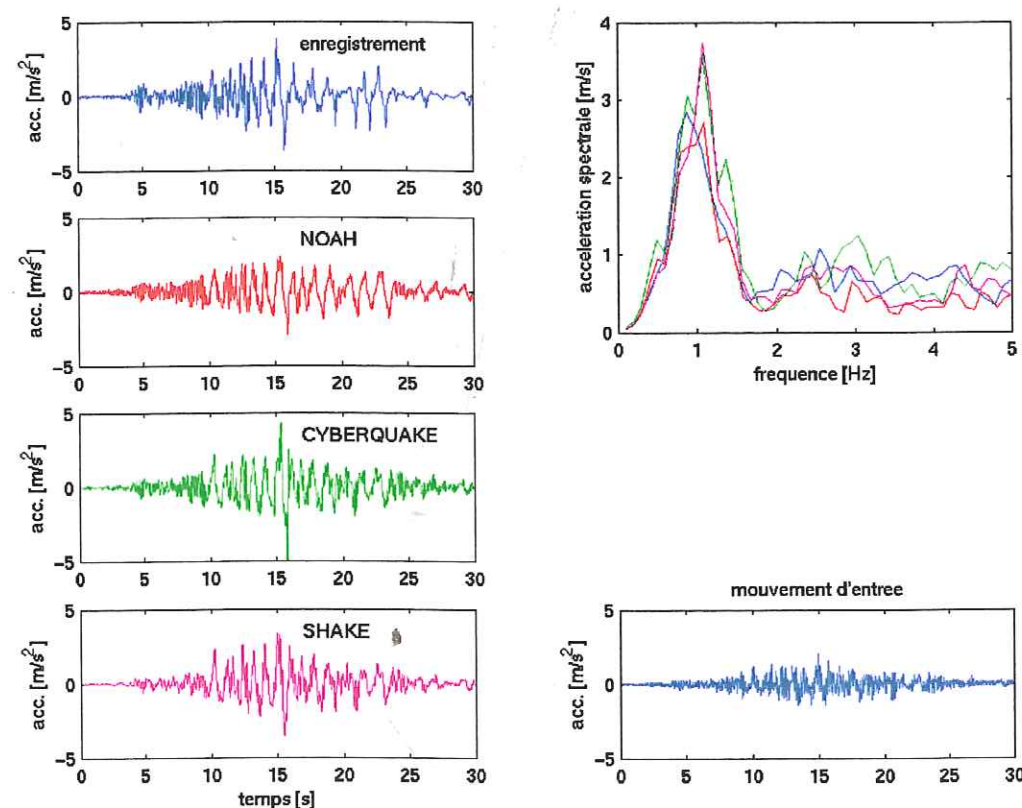 5
0
−5
acc. [m/s²]
enregistrement
0 5 10 15 20 25 30
5
0
−5
acc. [m/s²]
NOAH
0 5 10 15 20 25 30
5
0
−5
acc. [m/s²]
CYBERQUAKE
0 5 10 15 20 25 30
5
0
−5
acc. [m/s²]
SHAKE
0 5 10 15 20 25 30
temps [s]
4
3
2
1
0
acceleration spectrale [m/s]
0 1 2 3 4 5
frequence [Hz]
mouvement d'entree
5
0
−5
acc. [m/s²]
0 5 10 15 20 25 30